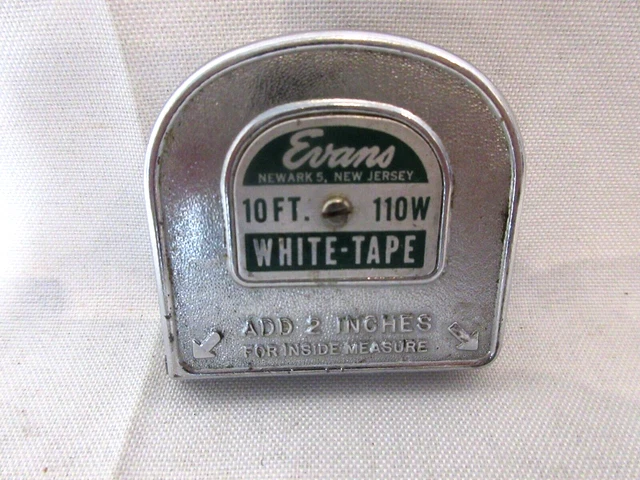 Evans
NEWARK 5, NEW JERSEY
10 FT. 110W
WHITE-TAPE
ADD 2 INCHES
FOR INSIDE MEASURE